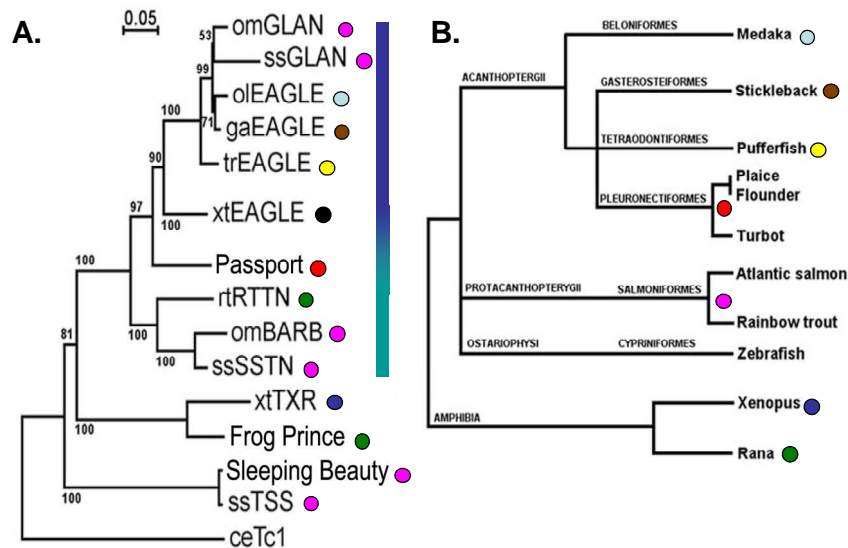 A.
0.05
omGLAN
53
ssGLAN
99
olEAGLE
71
gaEAGLE
100
trEAGLE
90
xtEAGLE
100
97
Passport
100
rtRTTN
omBARB
100
ssSSTN
100
81
xtTXR
Frog Prince
100
Sleeping Beauty
ssTSS
100
ceTc1
B.
BELONIFORMES
Medaka
ACANTHOPTERGII
GASTEROSTEIFORMES
Stickleback
TETRAODONTIFORMES
Pufferfish
Plaice
Flounder
PLEURONECTIFORMES
Turbot
Atlantic salmon
PROTACANTHOPTERYGII SALMONIFORMES
Rainbow trout
OSTARIOPHYSI CYPRINIFORMES
Zebrafish
Xenopus
AMPHIBIA
Rana